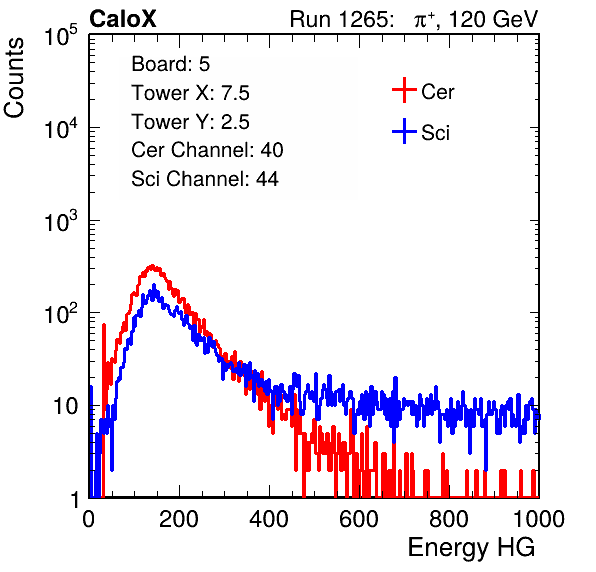 CaloX Run 1265: π⁺, 120 GeV
Counts
Board: 5
Tower X: 7.5
Tower Y: 2.5
Cer Channel: 40
Sci Channel: 44
Cer
Sci
10⁵
10⁴
10³
10²
10
1
0 200 400 600 800 1000
Energy HG